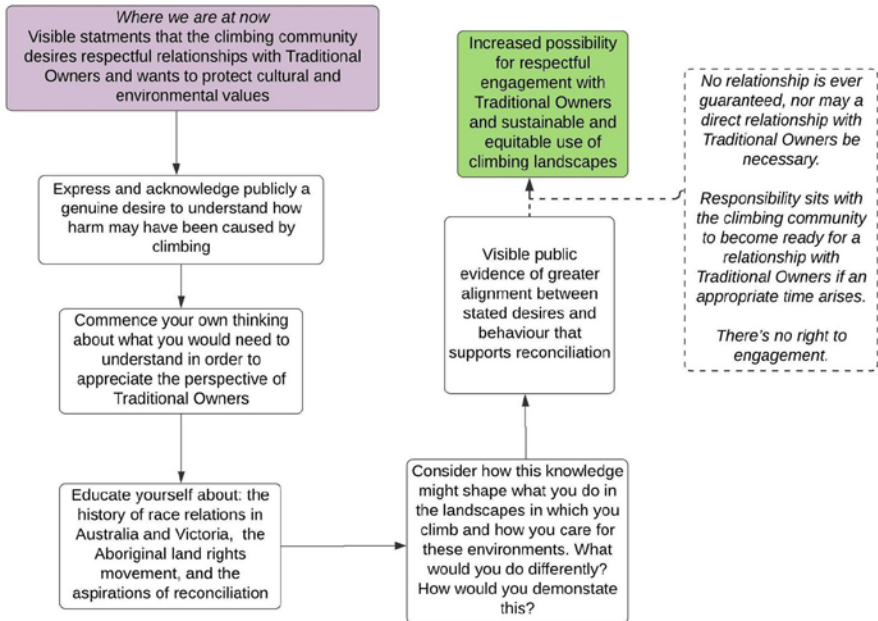 Where we are at now
Visible statments that the climbing community
desires respectful relationships with Traditional
Owners and wants to protect cultural and
environmental values
Express and acknowledge publicly a
genuine desire to understand how
harm may have been caused by
climbing
Commence your own thinking
about what you would need to
understand in order to
appreciate the perspective of
Traditional Owners
Educate yourself about: the
history of race relations in
Australia and Victoria, the
Aboriginal land rights
movement, and the
aspirations of reconciliation
Consider how this knowledge
might shape what you do in
the landscapes in which you
climb and how you care for
these environments. What
would you do differently?
How would you demonstate
this?
Visible public
evidence of greater
alignment between
stated desires and
behaviour that
supports reconciliation
Increased possibility
for respectful
engagement with
Traditional Owners
and sustainable and
equitable use of
climbing landscapes
No relationship is ever
guaranteed, nor may a
direct relationship with
Traditional Owners be
necessary.
Responsibility sits with
the climbing community
to become ready for a
relationship with
Traditional Owners if an
appropriate time arises.
There's no right to
engagement.